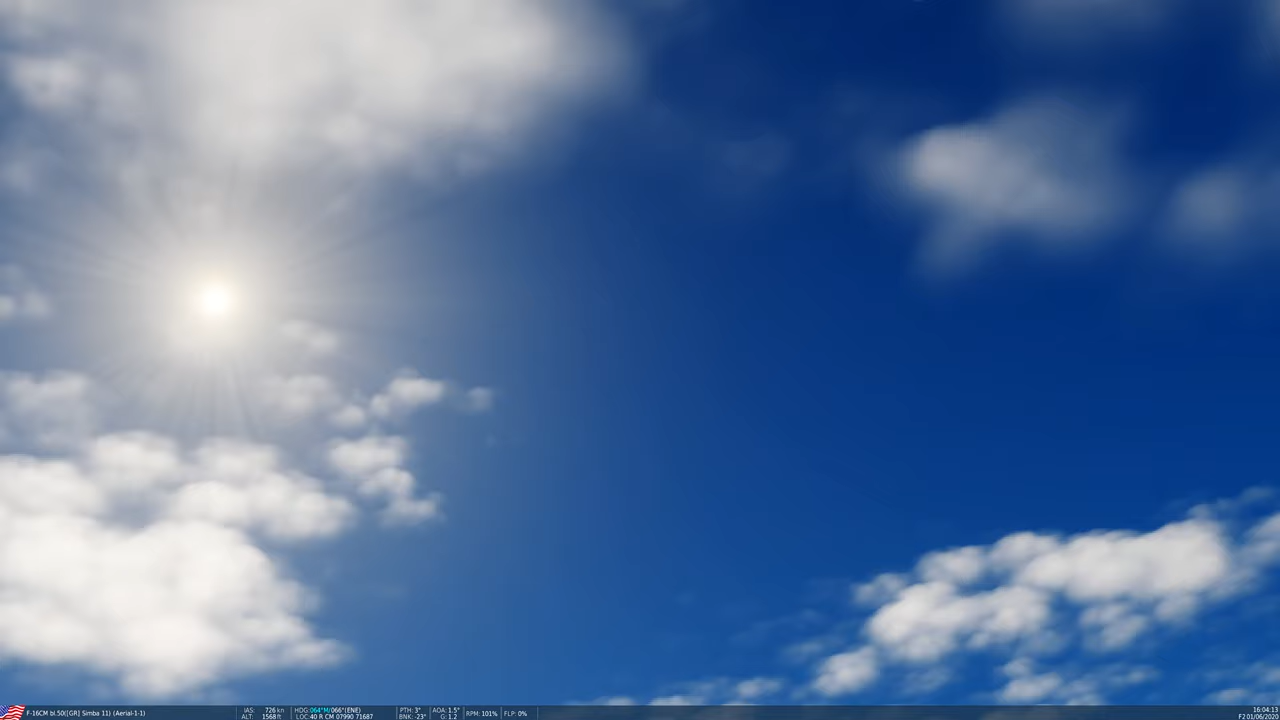 F-16CM bl.50([GR] Simba 11) (Aerial-1-1)
IAS: 726 kn
ALT: 1568 ft
HDG:064°M/066°(ENE)
LOC:40 R CM 07990 71687
PTH: 3°
BNK: -23°
AOA: 1.5°
G: 1.2
RPM: 101%
FLP: 0%
16:04:13
F2 01/06/202